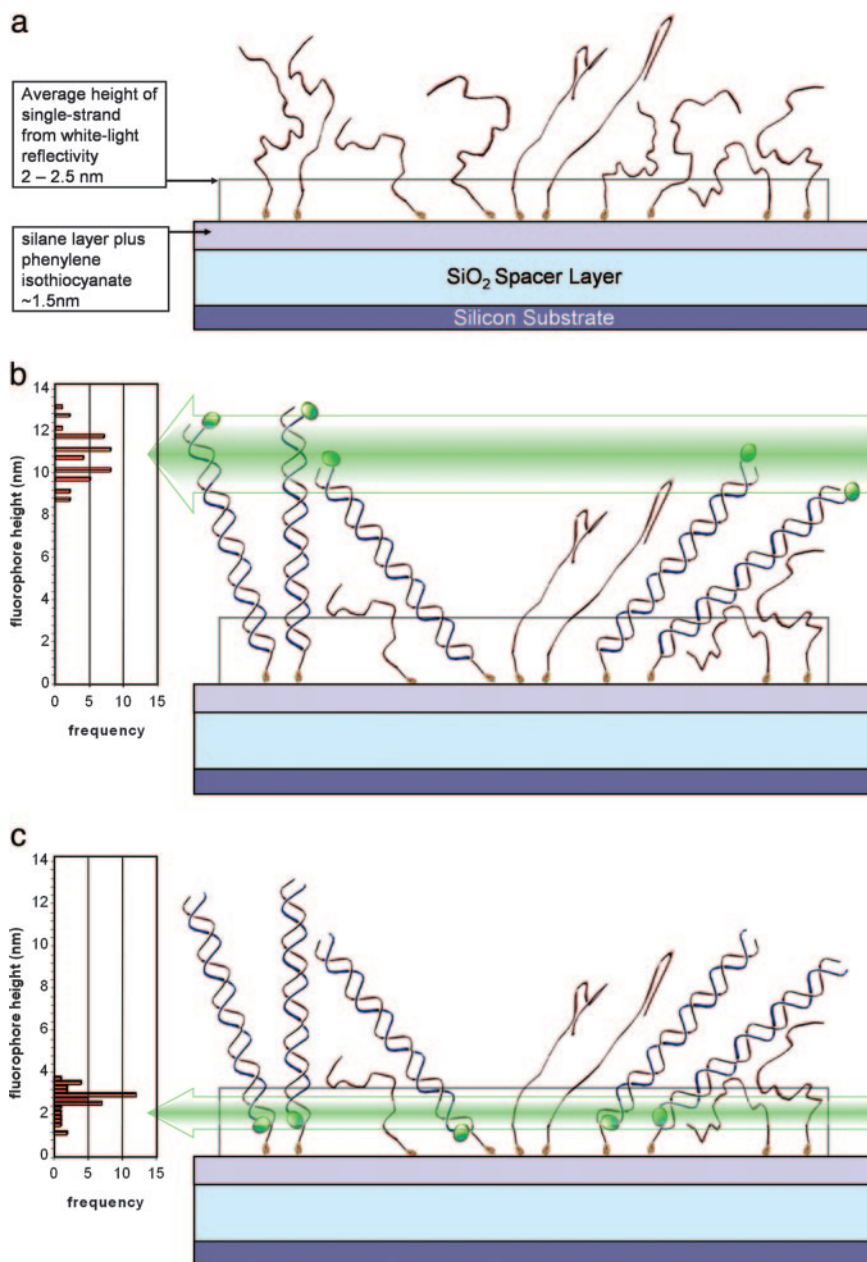 a
Average height of
single-strand
from white-light
reflectivity
2 – 2.5 nm
silane layer plus
phenylene
isothiocyanate
~1.5nm
SiO₂ Spacer Layer
Silicon Substrate
b
fluorophore height (nm)
14
12
10
8
6
4
2
0
0 5 10 15
frequency
c
fluorophore height (nm)
14
12
10
8
6
4
2
0
0 5 10 15
frequency